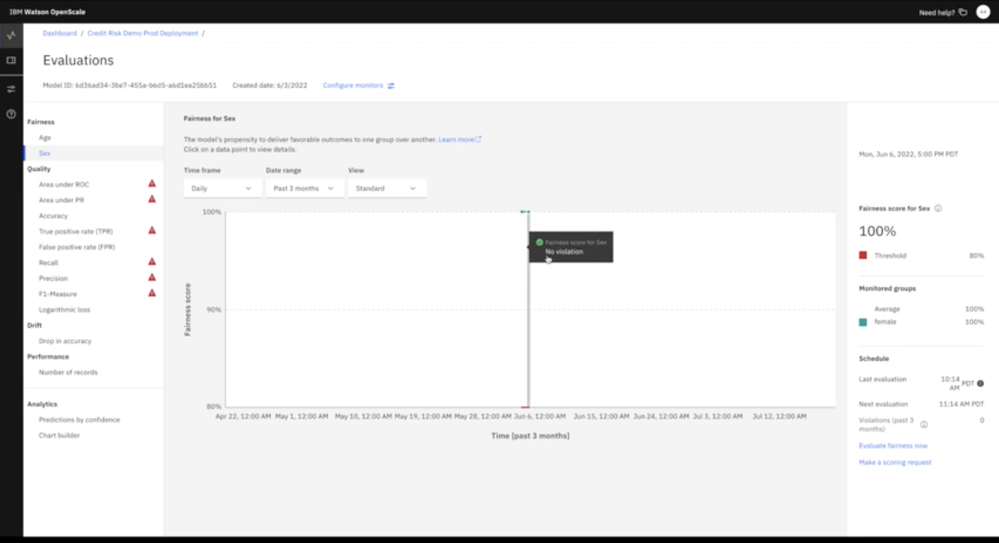 IBM Watson OpenScale
Need help?
AA
Dashboard / Credit Risk Demo Prod Deployment /
Evaluations
Model ID: 6d36ad34-3be7-455a-b6d5-a6d1ea25bb51 Created date: 6/3/2022 Configure monitors
Fairness
Age
Sex
Quality
Area under ROC
Area under PR
Accuracy
True positive rate (TPR)
False positive rate (FPR)
Recall
Precision
F1-Measure
Logarithmic loss
Drift
Drop in accuracy
Performance
Number of records
Analytics
Predictions by confidence
Chart builder
Fairness for Sex
The model's propensity to deliver favorable outcomes to one group over another. Learn more
Click on a data point to view details.
Time frame Date range View
Daily Past 3 months Standard
100%
90%
80%
Fairness score
Fairness score for Sex
No violation
Apr 22, 12:00 AM May 1, 12:00 AM May 10, 12:00 AM May 19, 12:00 AM May 28, 12:00 AM Jun 6, 12:00 AM Jun 15, 12:00 AM Jun 24, 12:00 AM Jul 3, 12:00 AM Jul 12, 12:00 AM
Time [past 3 months]
Mon, Jun 6, 2022, 5:00 PM PDT
Fairness score for Sex
100%
Threshold 80%
Monitored groups
Average 100%
female 100%
Schedule
Last evaluation 10:14 AM PDT
Next evaluation 11:14 AM PDT
Violations (past 3 months) 0
Evaluate fairness now
Make a scoring request